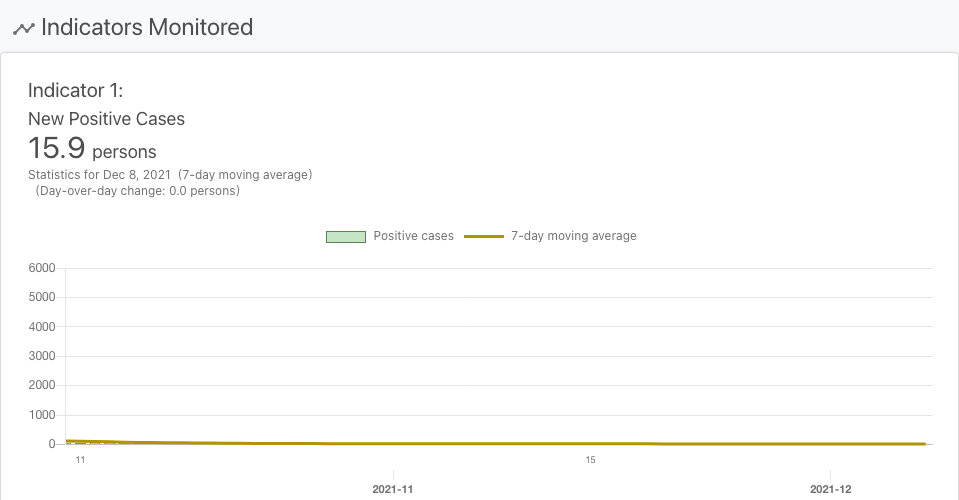 Indicators Monitored
Indicator 1:
New Positive Cases
15.9 persons
Statistics for Dec 8, 2021 (7-day moving average)
(Day-over-day change: 0.0 persons)
Positive cases 7-day moving average
6000
5000
4000
3000
2000
1000
0
11 15
2021-11 2021-12